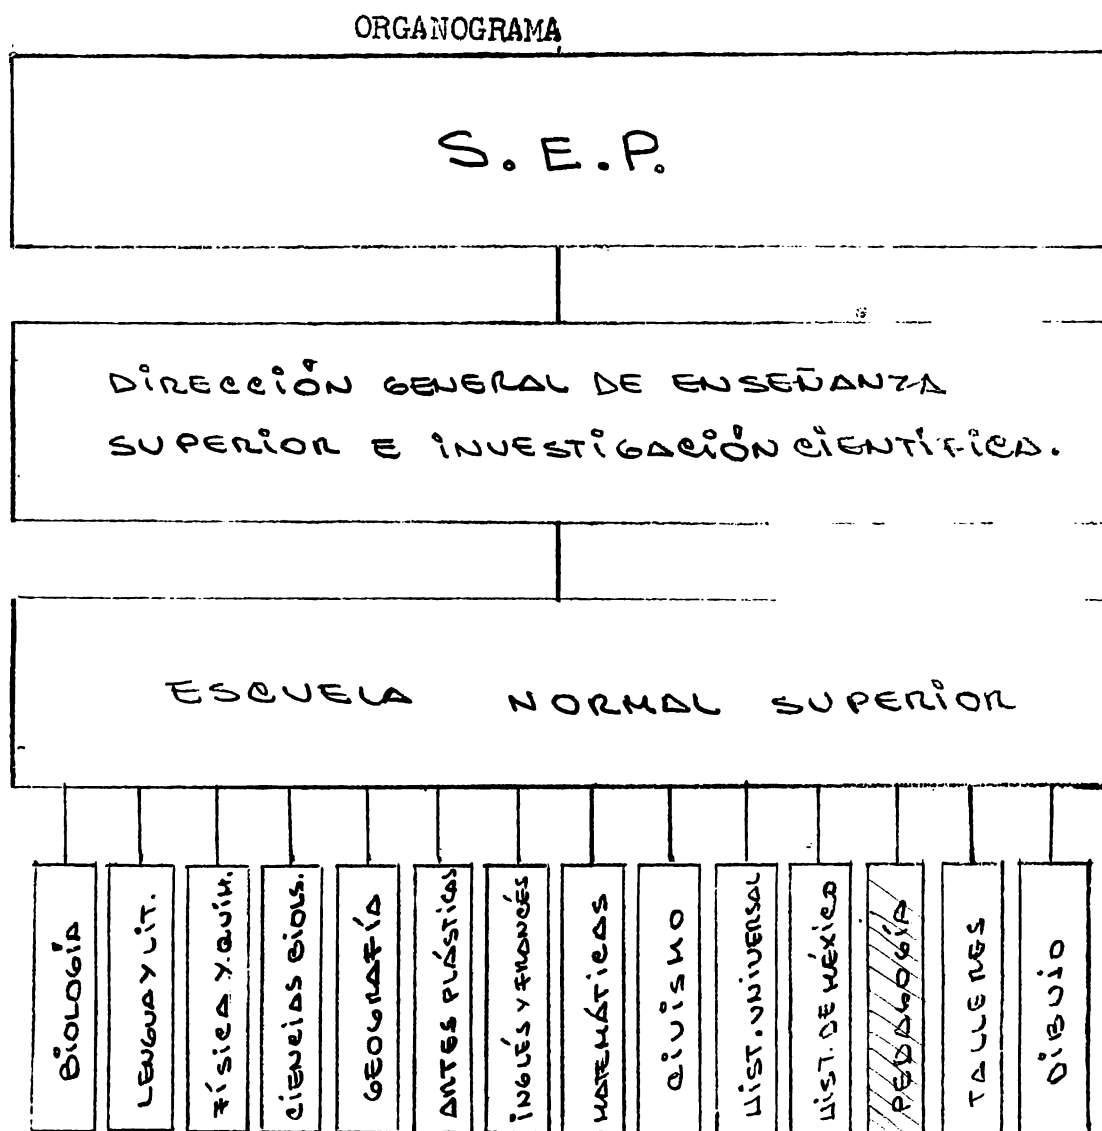 ORGANOGRAMA
S.E.P.
DIRECCIÓN GENERAL DE ENSEÑANZA
SUPERIOR E INVESTIGACIÓN CIENTÍFICA.
ESCUELA NORMAL SUPERIOR
BIOLOGÍA
LENGUA Y LIT.
FÍSICA Y QUÍM.
CIENCIAS BIOLS.
GEOGRAFÍA
ARTES PLÁSTICAS
INGLÉS Y FRANCÉS
MATEMÁTICAS
CIVISMO
HIST. UNIVERSAL
HIST. DE MÉXICO
PEDAGOGÍA
TALLERES
DIBUJO